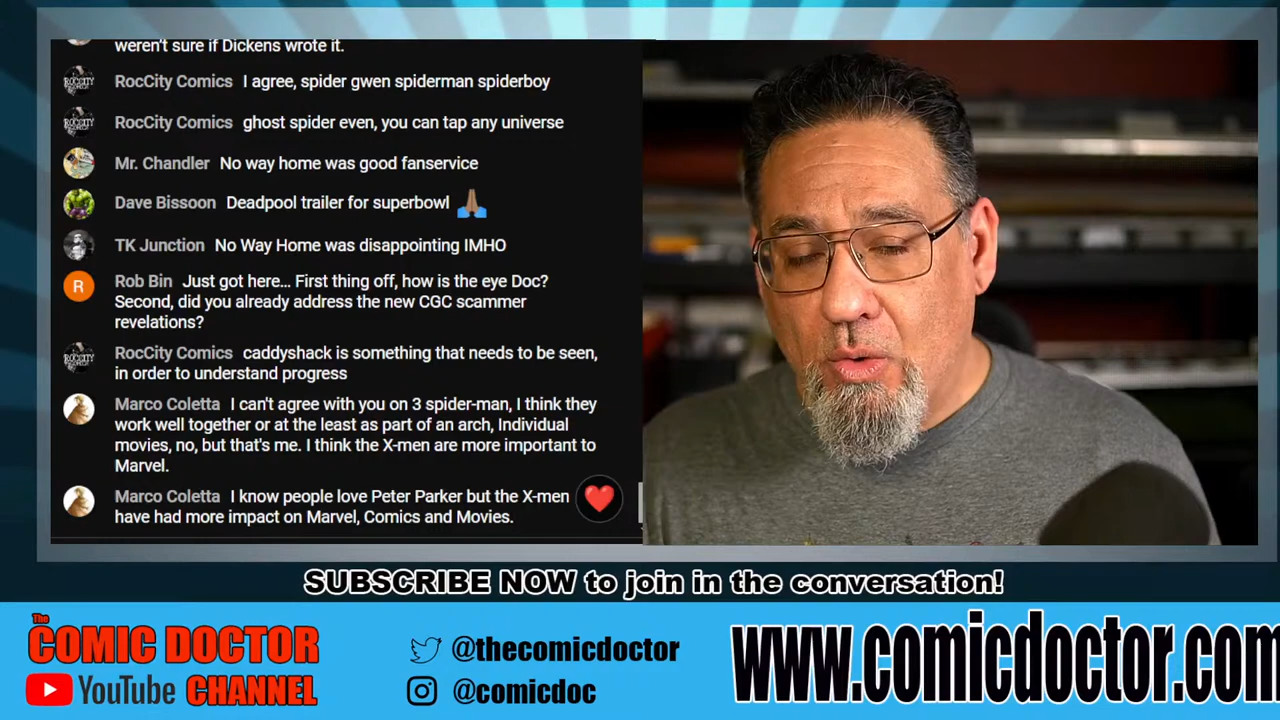 weren't sure if Dickens wrote it.
RocCity Comics I agree, spider gwen spiderman spiderboy
RocCity Comics ghost spider even, you can tap any universe
Mr. Chandler No way home was good fanservice
Dave Bissoon Deadpool trailer for superbowl
TK Junction No Way Home was disappointing IMHO
R
Rob Bin Just got here... First thing off, how is the eye Doc?
Second, did you already address the new CGC scammer
revelations?
RocCity Comics caddyshack is something that needs to be seen,
in order to understand progress
Marco Coletta I can't agree with you on 3 spider-man, I think they
work well together or at the least as part of an arch, Individual
movies, no, but that's me. I think the X-men are more important to
Marvel.
Marco Coletta I know people love Peter Parker but the X-men
have had more impact on Marvel, Comics and Movies.
SUBSCRIBE NOW to join in the conversation!
The
COMIC DOCTOR
YouTube CHANNEL
@thecomicdoctor
@comicdoc
www.comicdoctor.com